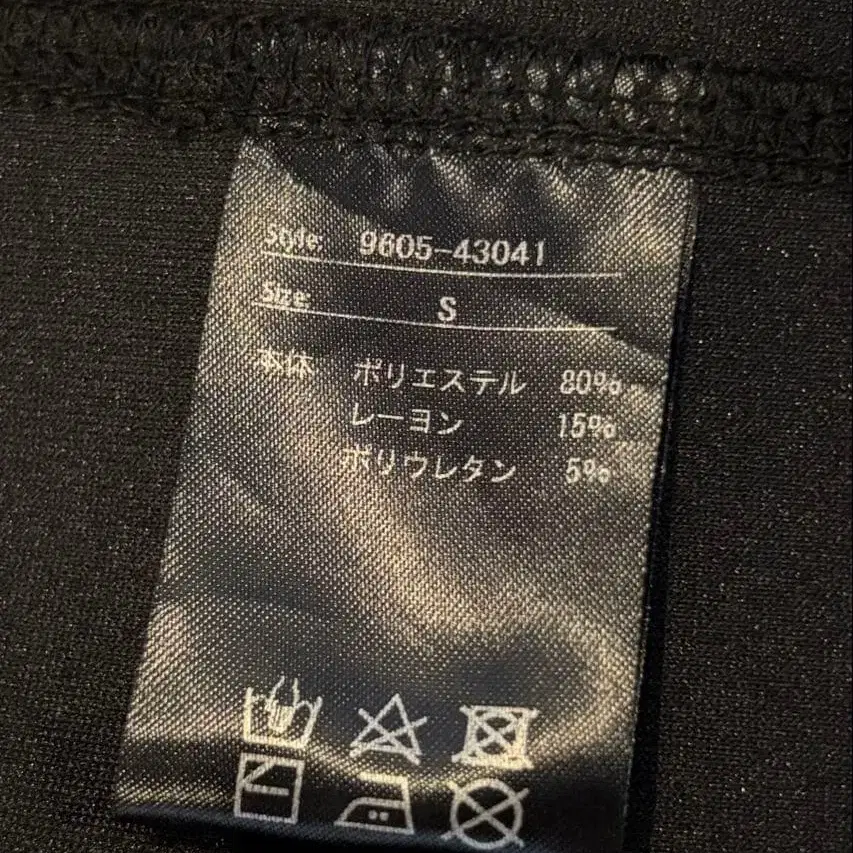 Style: 9605-43041
Size: S
本体 ポリエステル 80%
レーヨン 15%
ポリウレタン 5%